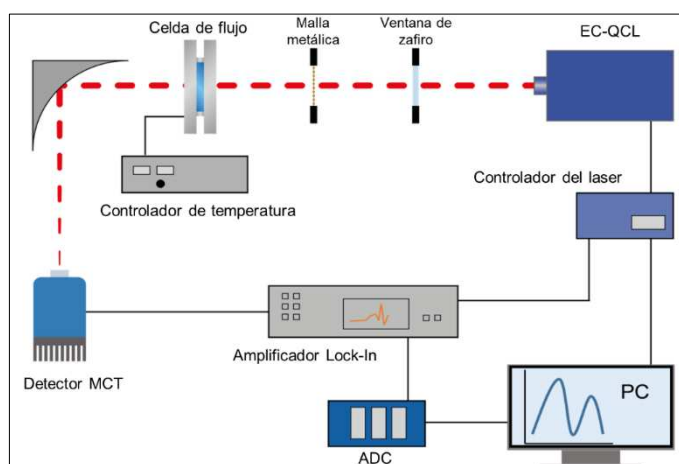 Celda de flujo
Malla
metálica
Ventana de
zafiro
EC-QCL
Controlador de temperatura
Controlador del laser
Detector MCT
Amplificador Lock-In
ADC
PC